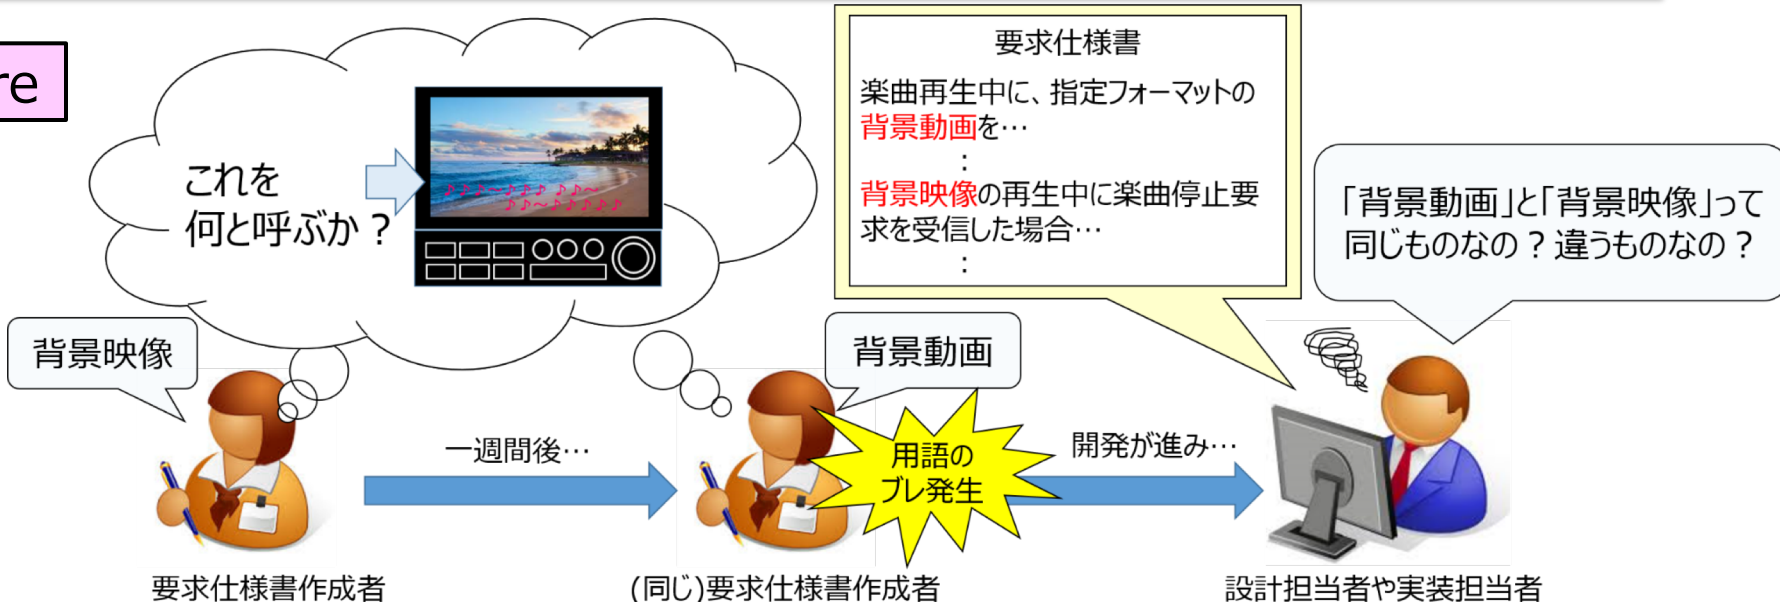 re
これを
何と呼ぶか？
♪♪♪～♪♪♪ ♪♪～
♪♪～♪♪♪♪♪
要求仕様書
楽曲再生中に、指定フォーマットの
背景動画を…
：
背景映像の再生中に楽曲停止要
求を受信した場合…
：
「背景動画」と「背景映像」って
同じものなの？違うものなの？
背景映像
背景動画
一週間後…
用語の
ブレ発生
開発が進み…
要求仕様書作成者
(同じ)要求仕様書作成者
設計担当者や実装担当者